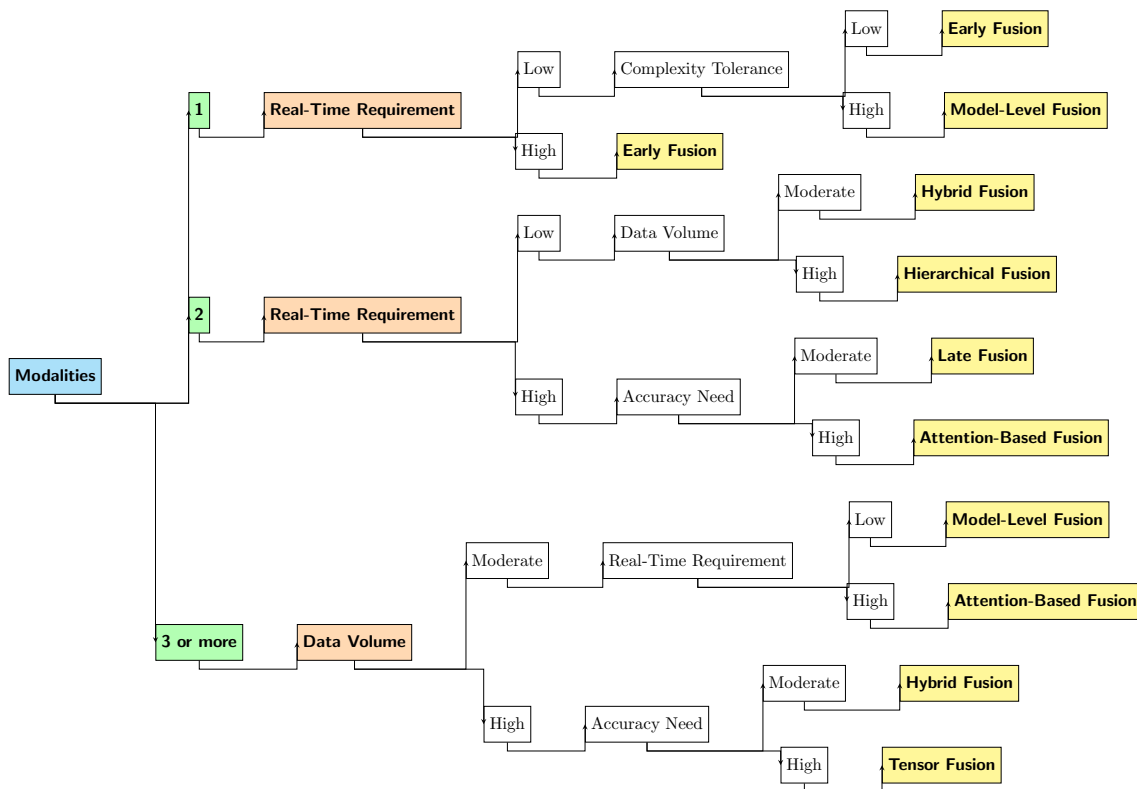 Low
Early Fusion
Low
Complexity Tolerance
1
Real-Time Requirement
High
Model-Level Fusion
High
Early Fusion
Moderate
Hybrid Fusion
Low
Data Volume
High
Hierarchical Fusion
2
Real-Time Requirement
Moderate
Late Fusion
Modalities
High
Accuracy Need
High
Attention-Based Fusion
Low
Model-Level Fusion
Moderate
Real-Time Requirement
High
Attention-Based Fusion
3 or more
Data Volume
Moderate
Hybrid Fusion
High
Accuracy Need
High
Tensor Fusion